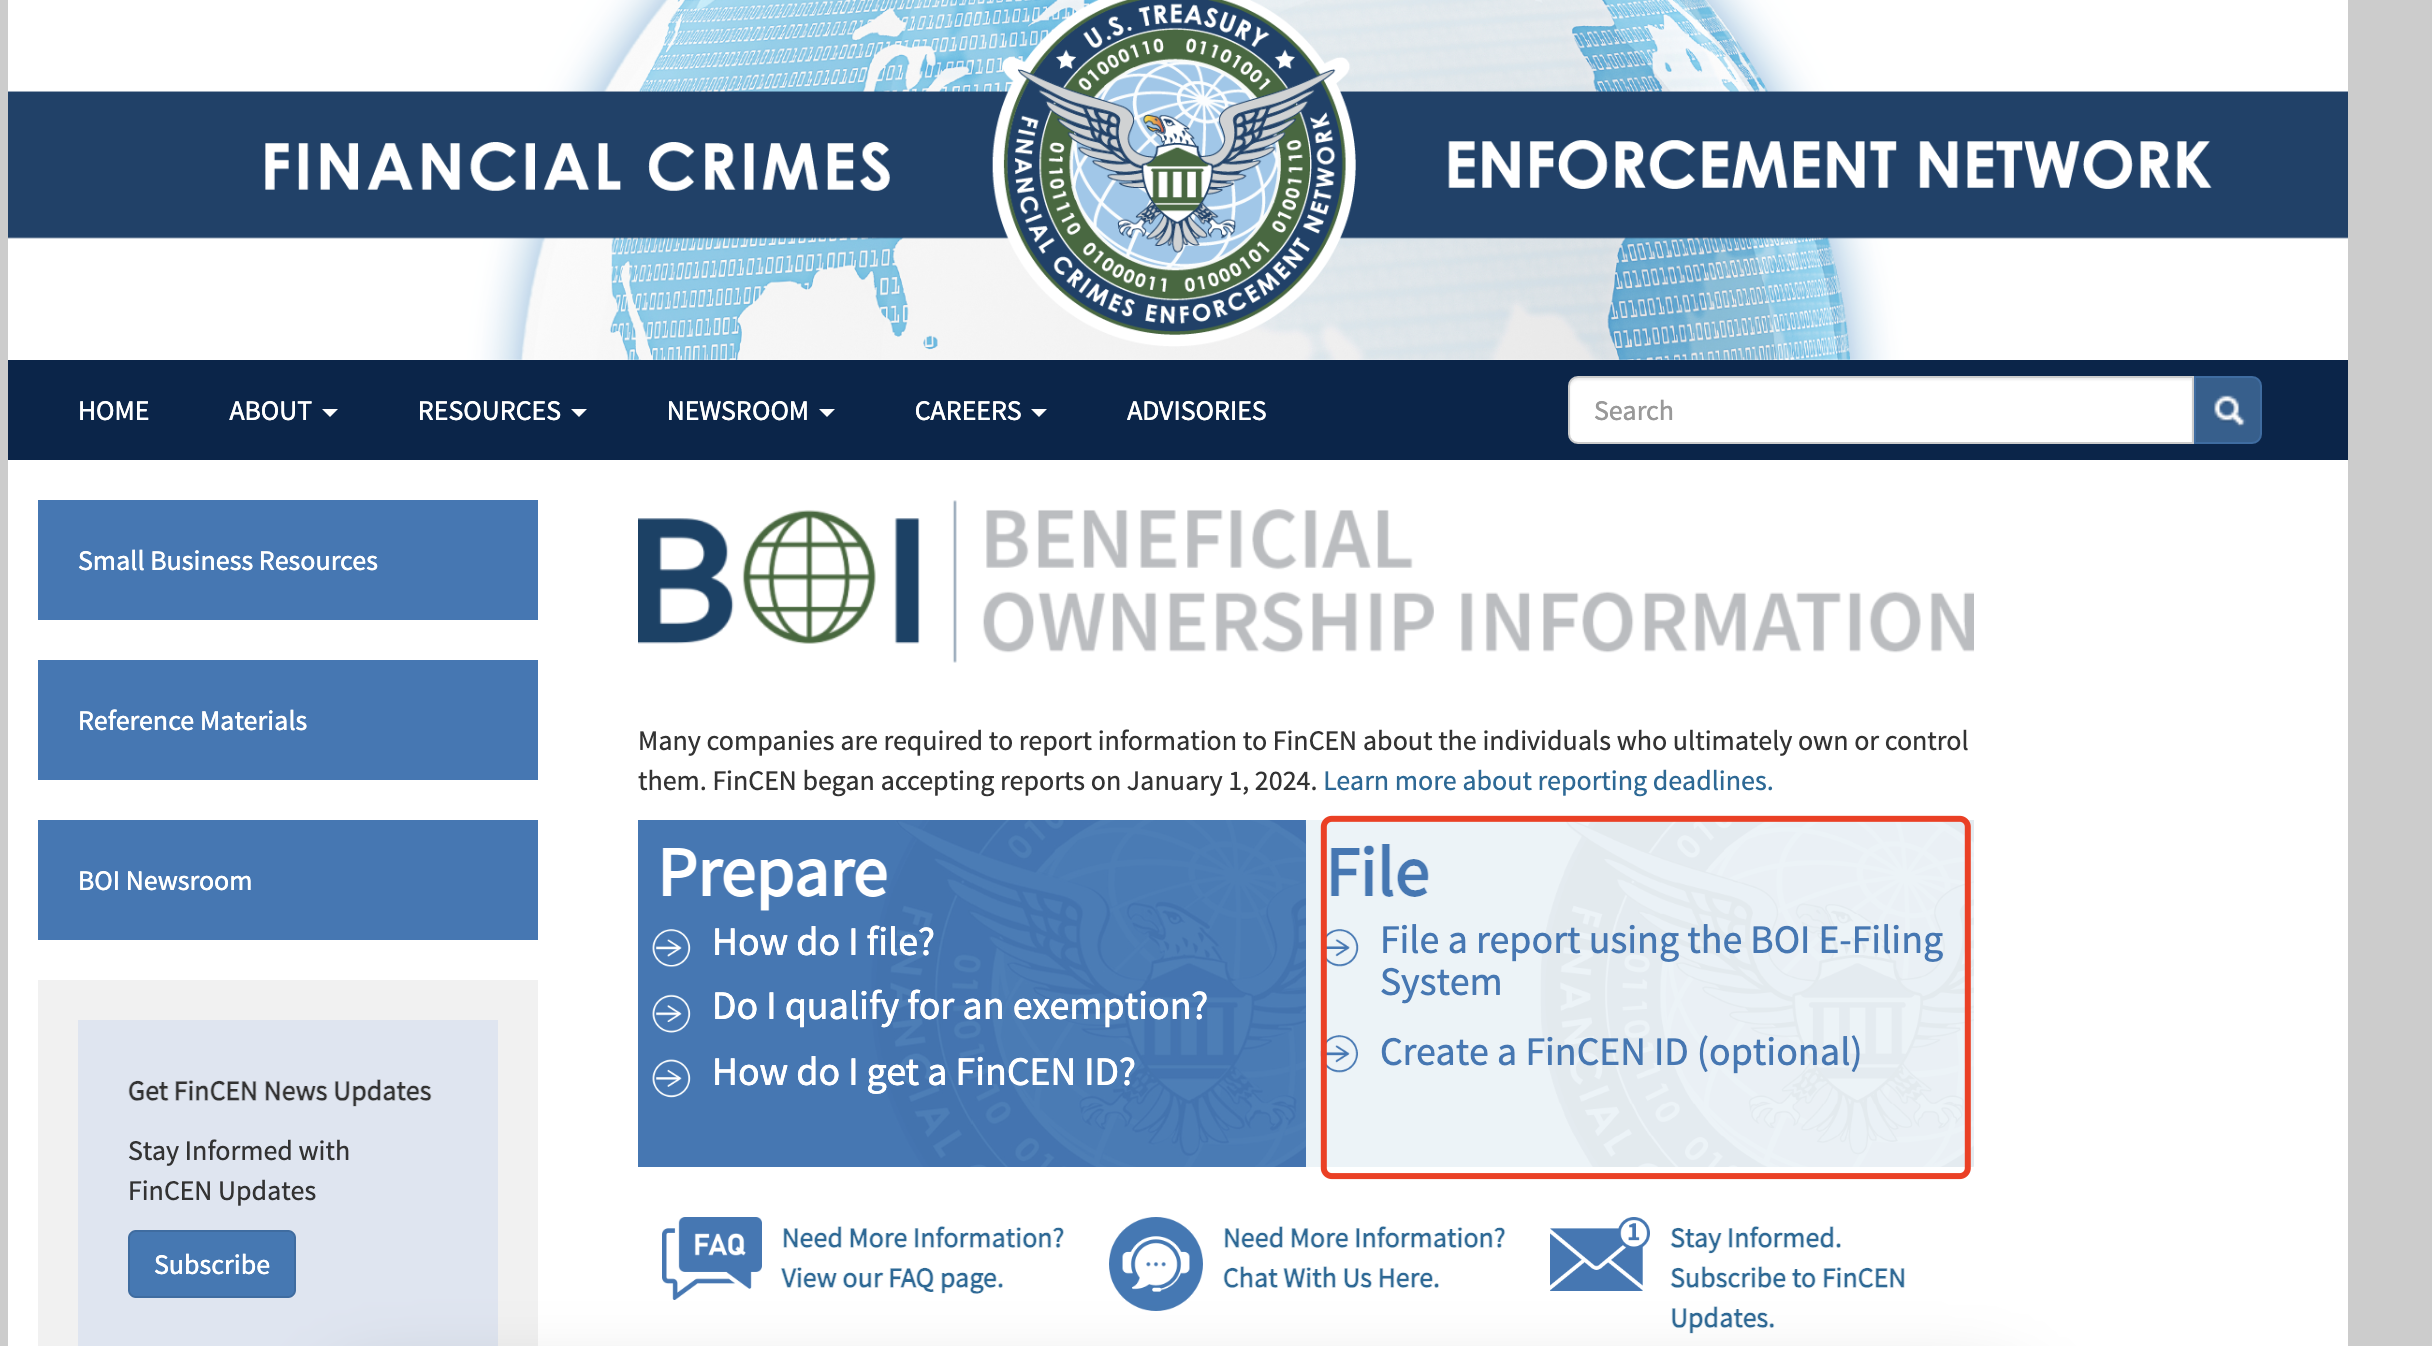 U.S. TREASURY
01000110 01101001
FINANCIAL CRIMES
ENFORCEMENT NETWORK
01101110 01000011 01000101 01001110
FINANCIAL CRIMES ENFORCEMENT NETWORK
HOME
ABOUT
RESOURCES
NEWSROOM
CAREERS
ADVISORIES
Search
Small Business Resources
Reference Materials
BOI Newsroom
Get FinCEN News Updates
Stay Informed with
FinCEN Updates
Subscribe
BOI
BENEFICIAL
OWNERSHIP INFORMATION
Many companies are required to report information to FinCEN about the individuals who ultimately own or control
them. FinCEN began accepting reports on January 1, 2024. Learn more about reporting deadlines.
Prepare
How do I file?
Do I qualify for an exemption?
How do I get a FinCEN ID?
File
File a report using the BOI E-Filing
System
Create a FinCEN ID (optional)
FAQ
Need More Information?
View our FAQ page.
Need More Information?
Chat With Us Here.
1
Stay Informed.
Subscribe to FinCEN
Updates.